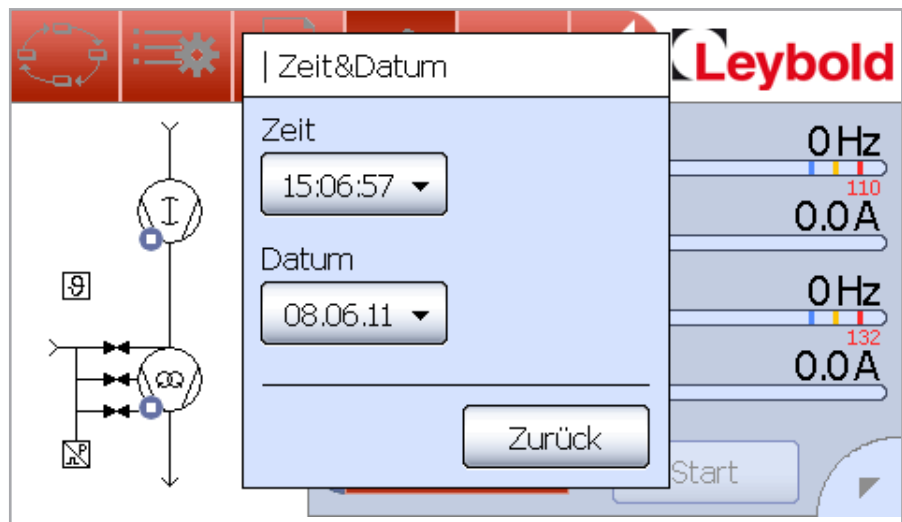 Leybold
Zeit&Datum
Zeit
15:06:57
Datum
08.06.11
Zurück
0 Hz
110
0.0 A
0 Hz
132
0.0 A
Start
ϑ
P